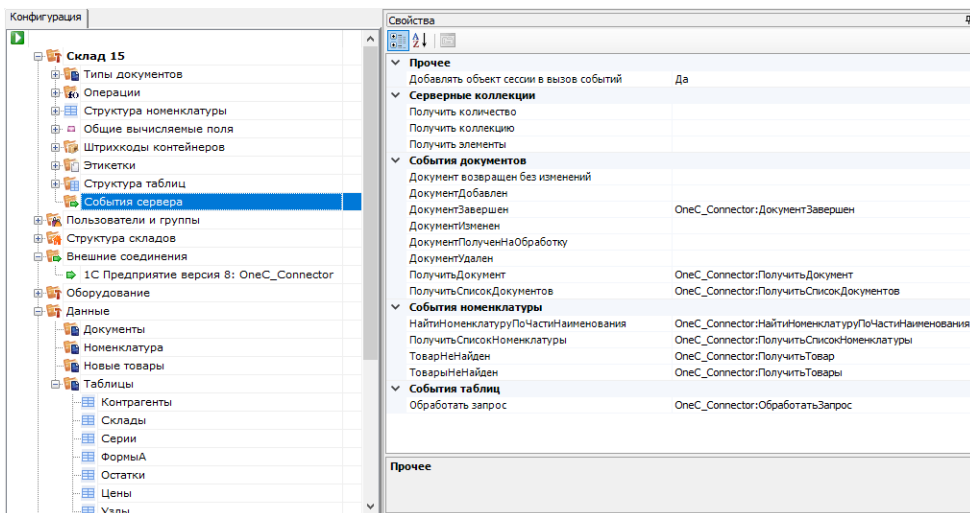 Конфигурация
Склад 15
Типы документов
Операции
Структура номенклатуры
Общие вычисляемые поля
Штрихкоды контейнеров
Этикетки
Структура таблиц
События сервера
Пользователи и группы
Структура складов
Внешние соединения
1С Предприятие версия 8: OneC_Connector
Оборудование
Данные
Документы
Номенклатура
Новые товары
Таблицы
Контрагенты
Склады
Серии
ФормыА
Остатки
Цены
Узлы
Свойства
Прочее
Добавлять объект сессии в вызов событий Да
Серверные коллекции
Получить количество
Получить коллекцию
Получить элементы
События документов
Документ возвращен без изменений
ДокументДобавлен
ДокументЗавершен OneC_Connector:ДокументЗавершен
ДокументИзменен
ДокументПолученНаОбработку
ДокументУдален
ПолучитьДокумент OneC_Connector:ПолучитьДокумент
ПолучитьСписокДокументов OneC_Connector:ПолучитьСписокДокументов
События номенклатуры
НайтиНоменклатуруПоЧастиНаименования OneC_Connector:НайтиНоменклатуруПоЧастиНаименования
ПолучитьСписокНоменклатуры OneC_Connector:ПолучитьСписокНоменклатуры
ТоварНеНайден OneC_Connector:ПолучитьТовар
ТоварыНеНайден OneC_Connector:ПолучитьТовары
События таблиц
Обработать запрос OneC_Connector:ОбработатьЗапрос
Прочее